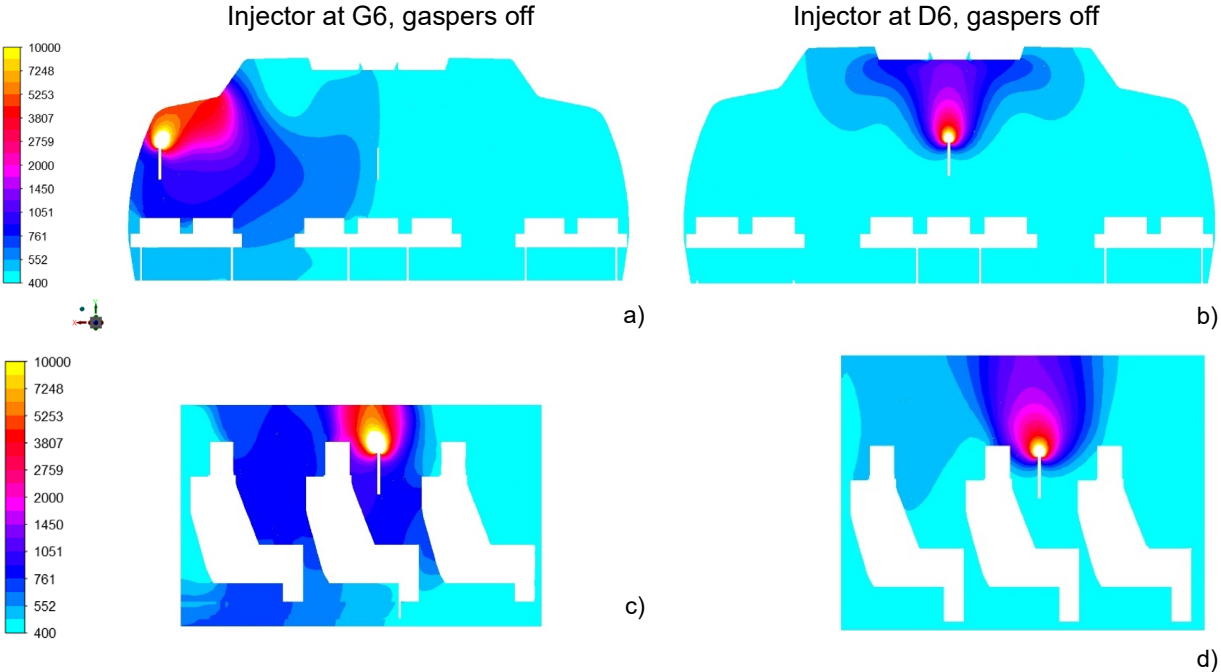 Injector at G6, gaspers off
Injector at D6, gaspers off
10000
7248
5253
3807
2759
2000
1450
1051
761
552
400
Y
X
a)
b)
10000
7248
5253
3807
2759
2000
1450
1051
761
552
400
c)
d)